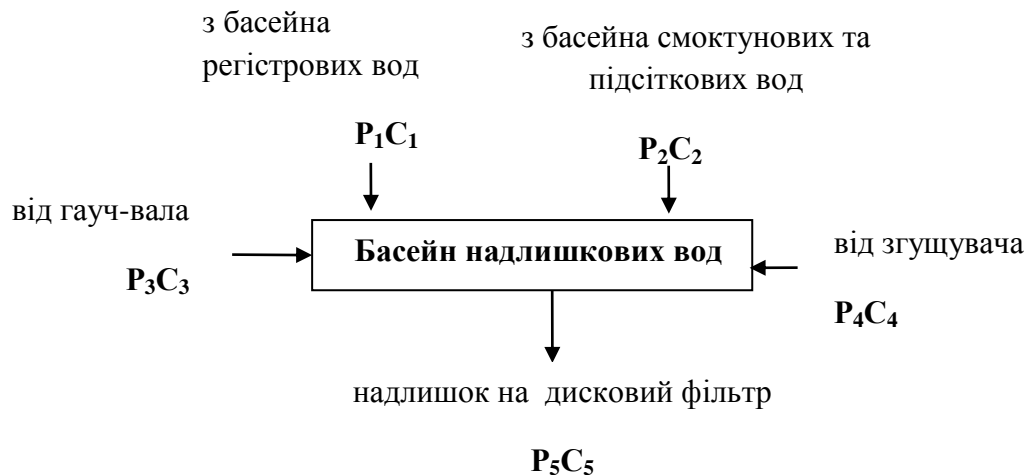 з басейна
регістрових вод
з басейна смоктунових та
підсіткових вод
P₁C₁
P₂C₂
від гауч-вала
P₃C₃
Басейн надлишкових вод
від згущувача
P₄C₄
надлишок на дисковий фільтр
P₅C₅